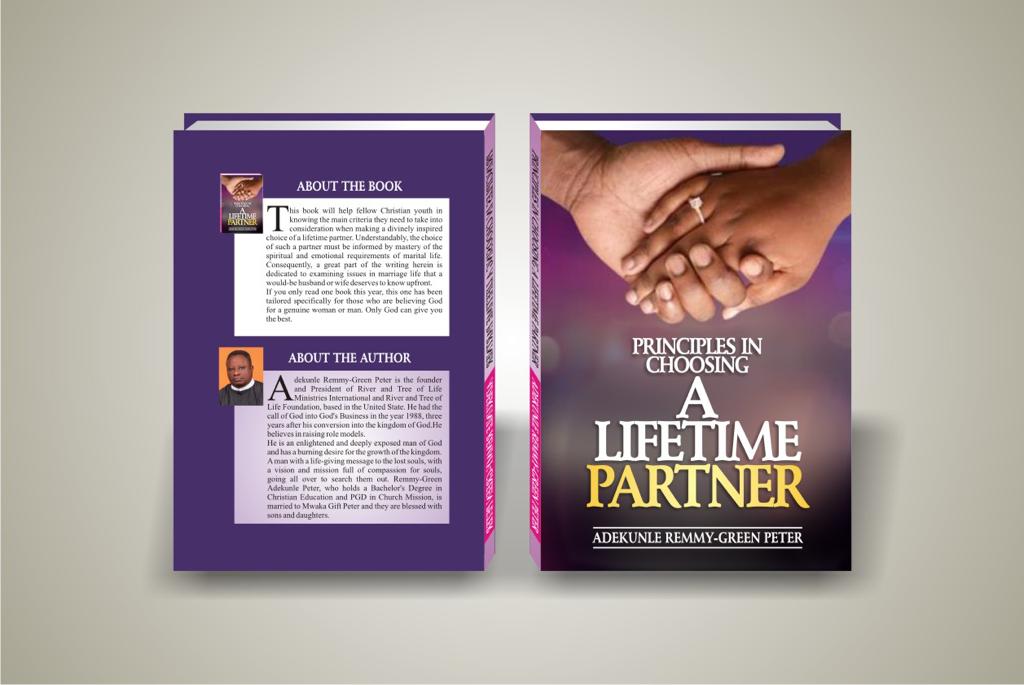 ABOUT THE BOOK
This book will help fellow Christian youth in
knowing the main criteria they need to take into
consideration when making a divinely inspired
choice of a lifetime partner. Understandably, the choice
of such a partner must be informed by mastery of the
spiritual and emotional requirements of marital life.
Consequently, a great part of the writing herein is
dedicated to examining issues in marriage life that a
would-be husband or wife deserves to know upfront.
If you only read one book this year, this one has been
tailored specifically for those who are believing God
for a genuine woman or man. Only God can give you
the best.
A
LIFETIME
PARTNER
ABOUT THE AUTHOR
Adekunle Remmy-Green Peter is the founder
and President of River and Tree of Life
Ministries International and River and Tree of
Life Foundation, based in the United State. He had the
call of God into God's Business in the year 1988, three
years after his conversion into the kingdom of God.He
believes in raising role models.
He is an enlightened and deeply exposed man of God
and has a burning desire for the growth of the kingdom.
A man with a life-giving message to the lost souls, with
a vision and mission full of compassion for souls,
going all over to search them out. Remmy-Green
Adekunle Peter, who holds a Bachelor's Degree in
Christian Education and PGD in Church Mission, is
married to Mwaka Gift Peter and they are blessed with
sons and daughters.
PRINCIPLES IN
CHOOSING
A
LIFETIME
PARTNER
ADEKUNLE REMMY-GREEN PETER